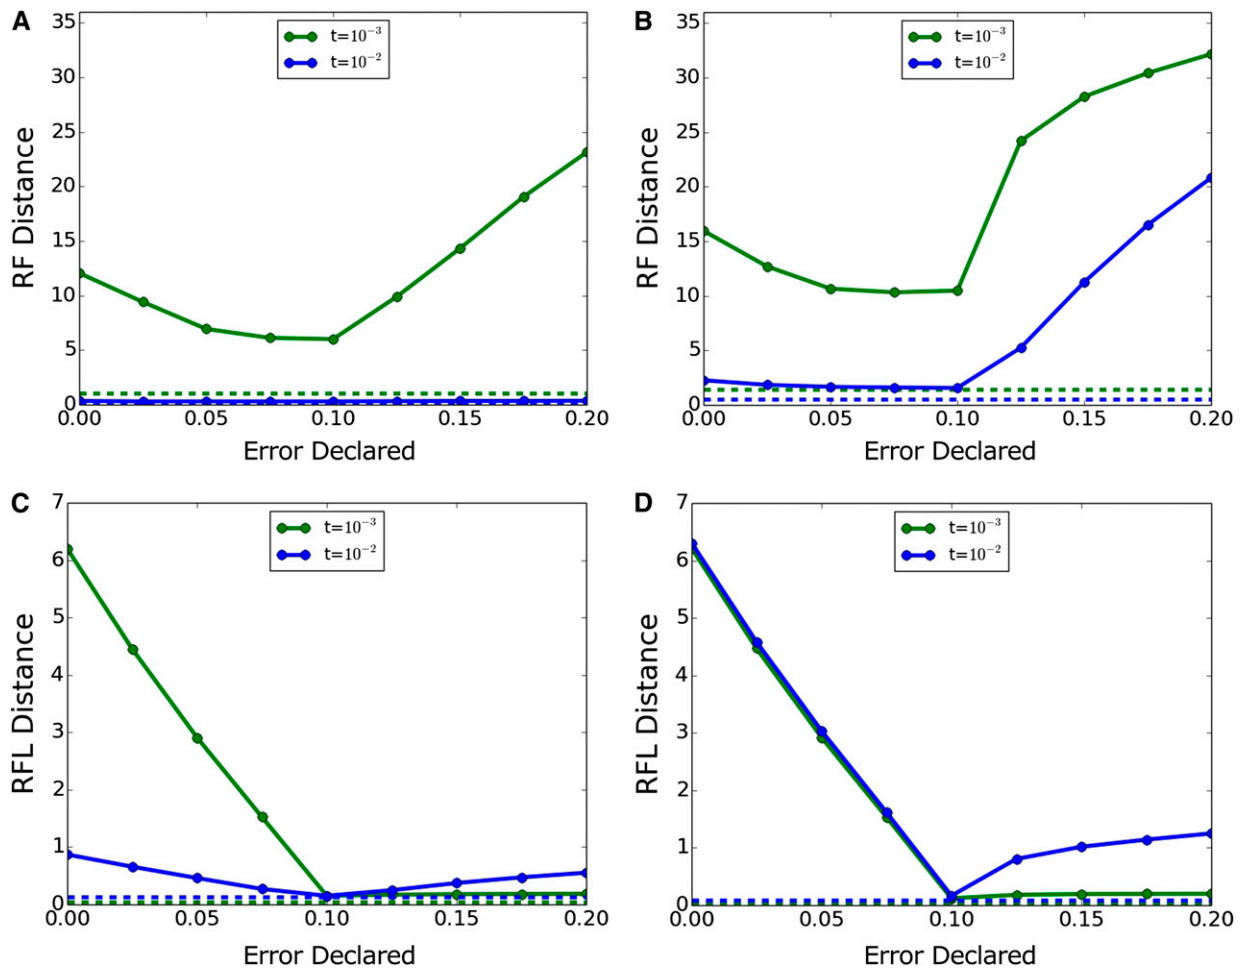 A
t=10⁻³
t=10⁻²
RF Distance
35
30
25
20
15
10
5
0
0.00 0.05 0.10 0.15 0.20
Error Declared
B
t=10⁻³
t=10⁻²
RF Distance
35
30
25
20
15
10
5
0
0.00 0.05 0.10 0.15 0.20
Error Declared
C
t=10⁻³
t=10⁻²
RFL Distance
7
6
5
4
3
2
1
0
0.00 0.05 0.10 0.15 0.20
Error Declared
D
t=10⁻³
t=10⁻²
RFL Distance
7
6
5
4
3
2
1
0
0.00 0.05 0.10 0.15 0.20
Error Declared